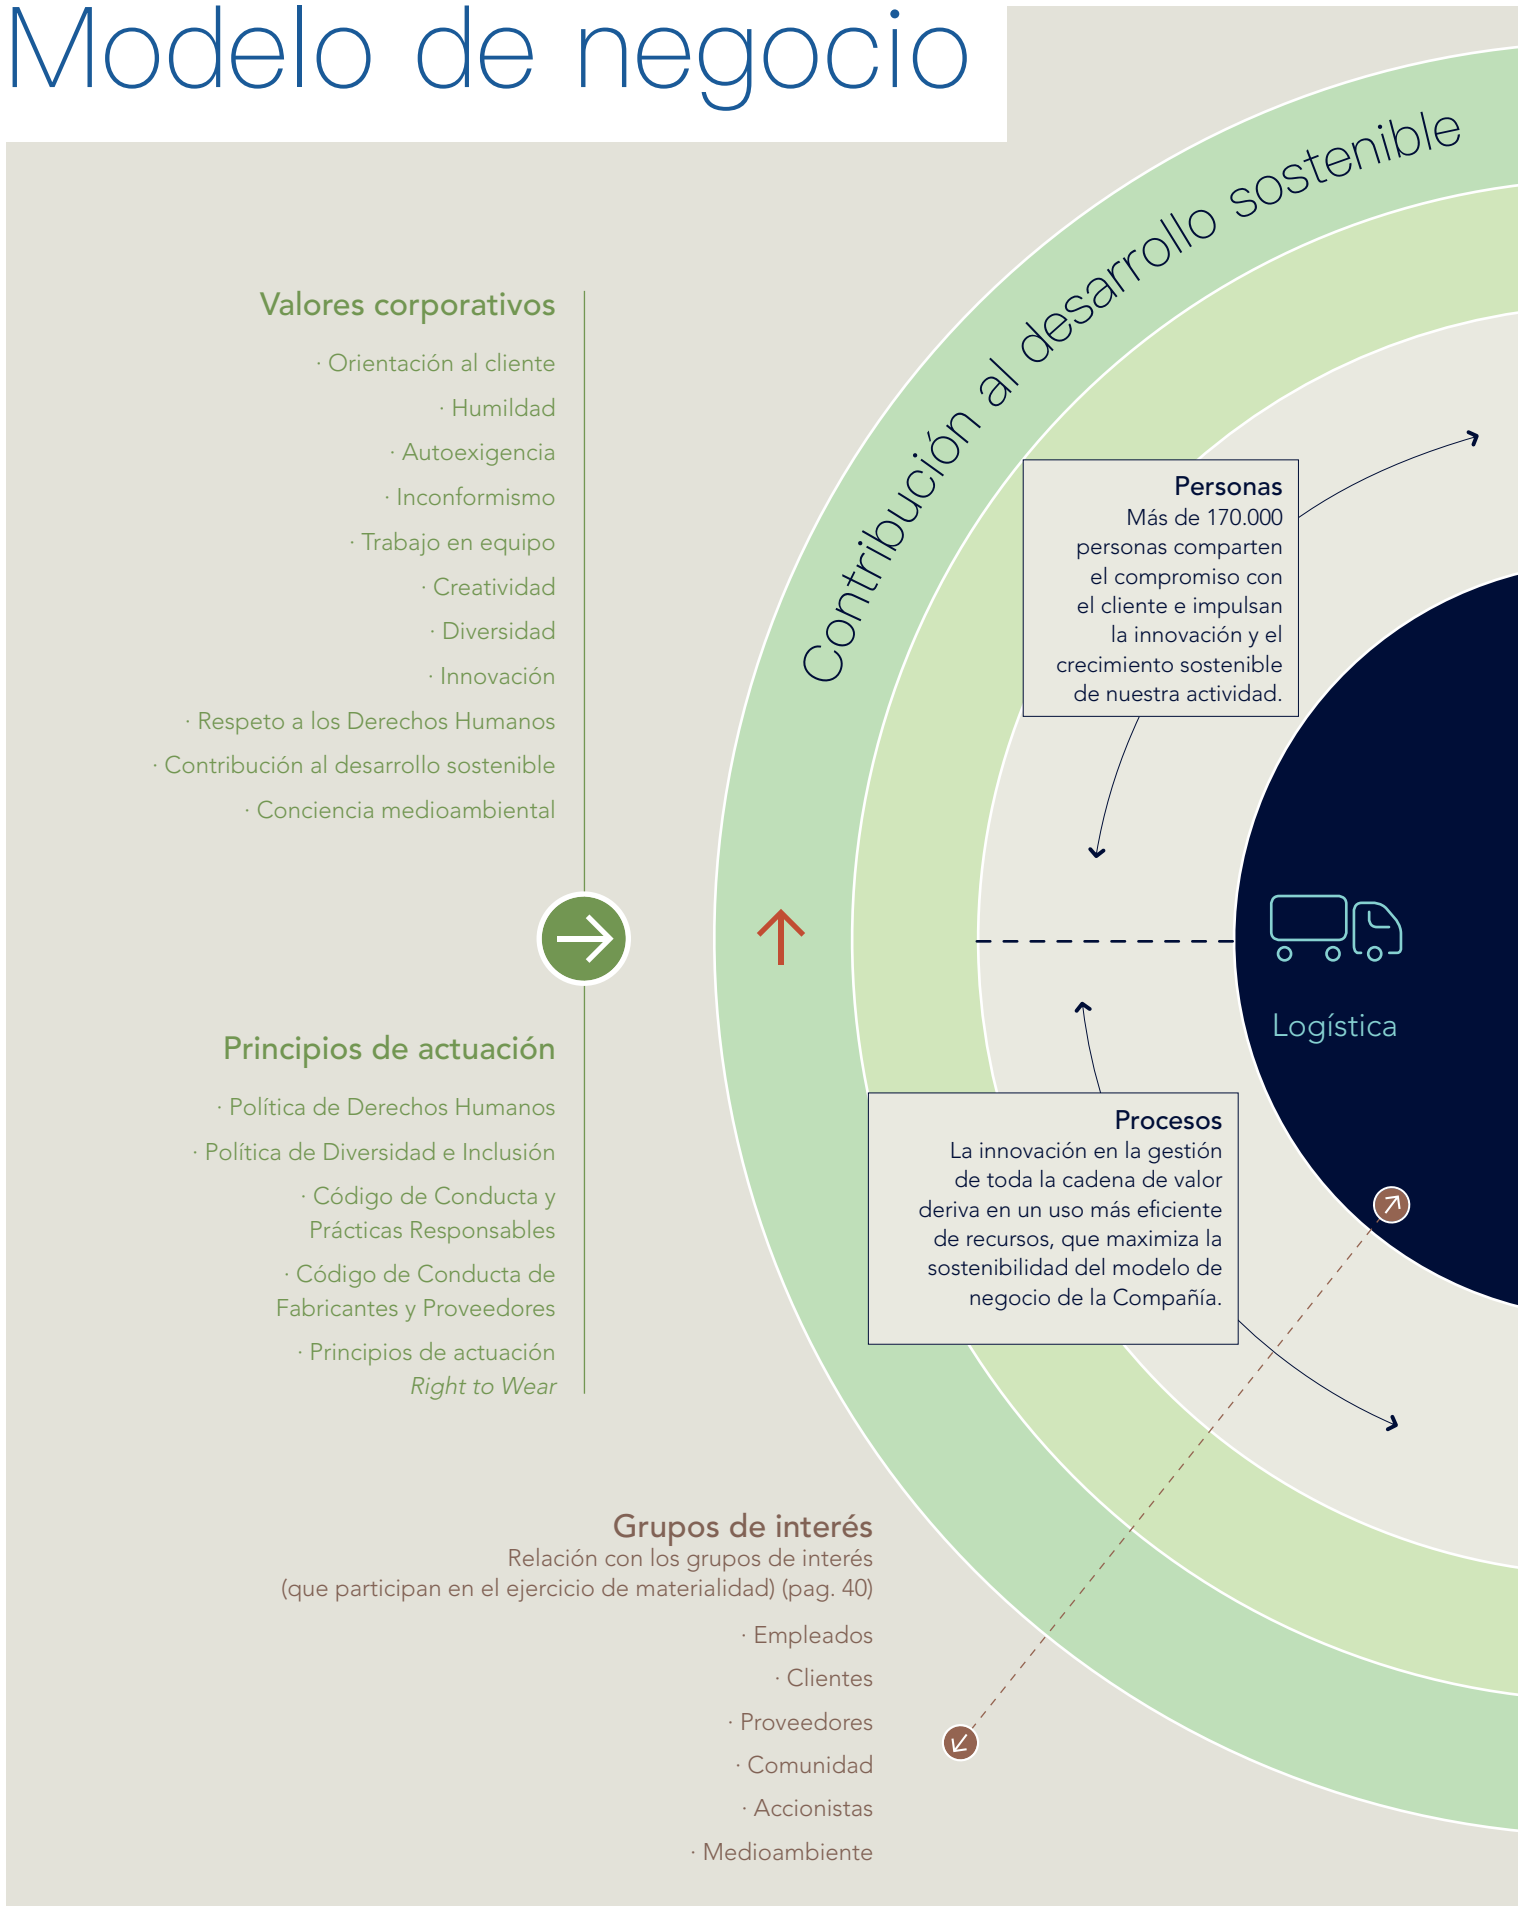 Modelo de negocio
Contribución al desarrollo sostenible
Valores corporativos
· Orientación al cliente
· Humildad
· Autoexigencia
· Inconformismo
· Trabajo en equipo
· Creatividad
· Diversidad
· Innovación
· Respeto a los Derechos Humanos
· Contribución al desarrollo sostenible
· Conciencia medioambiental
Personas
Más de 170.000
personas comparten
el compromiso con
el cliente e impulsan
la innovación y el
crecimiento sostenible
de nuestra actividad.
Logística
Principios de actuación
· Política de Derechos Humanos
· Política de Diversidad e Inclusión
· Código de Conducta y
Prácticas Responsables
· Código de Conducta de
Fabricantes y Proveedores
· Principios de actuación
Right to Wear
Procesos
La innovación en la gestión
de toda la cadena de valor
deriva en un uso más eficiente
de recursos, que maximiza la
sostenibilidad del modelo de
negocio de la Compañía.
Grupos de interés
Relación con los grupos de interés
(que participan en el ejercicio de materialidad) (pag. 40)
· Empleados
· Clientes
· Proveedores
· Comunidad
· Accionistas
· Medioambiente